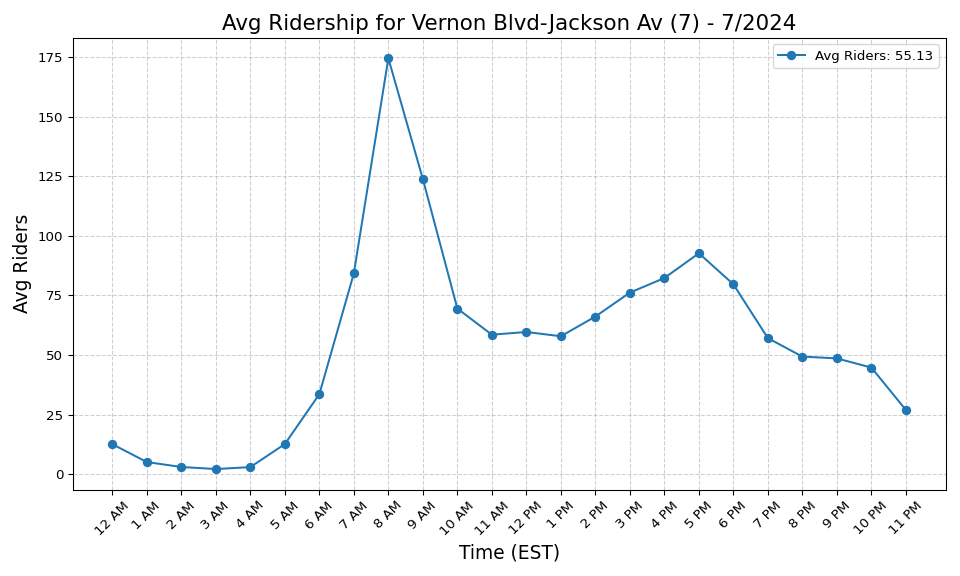 Avg Ridership for Vernon Blvd-Jackson Av (7) - 7/2024
Avg Riders: 55.13
Avg Riders
175
150
125
100
75
50
25
0
12 AM
1 AM
2 AM
3 AM
4 AM
5 AM
6 AM
7 AM
8 AM
9 AM
10 AM
11 AM
12 PM
1 PM
2 PM
3 PM
4 PM
5 PM
6 PM
7 PM
8 PM
9 PM
10 PM
11 PM
Time (EST)